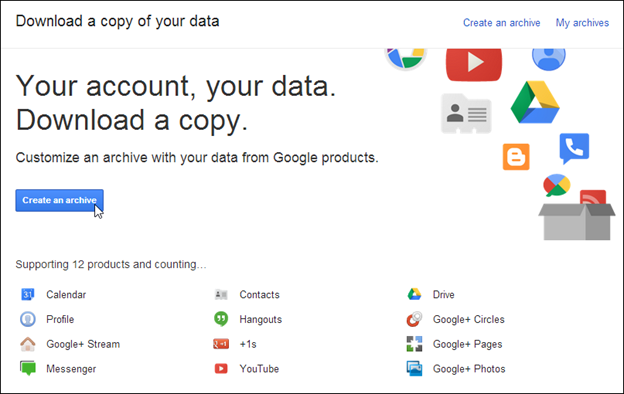 Download a copy of your data
Create an archive My archives
Your account, your data.
Download a copy.
Customize an archive with your data from Google products.
Create an archive
Supporting 12 products and counting…
31 Calendar Contacts Drive
Profile Hangouts Google+ Circles
Google+ Stream +1 +1s Google+ Pages
Messenger YouTube Google+ Photos